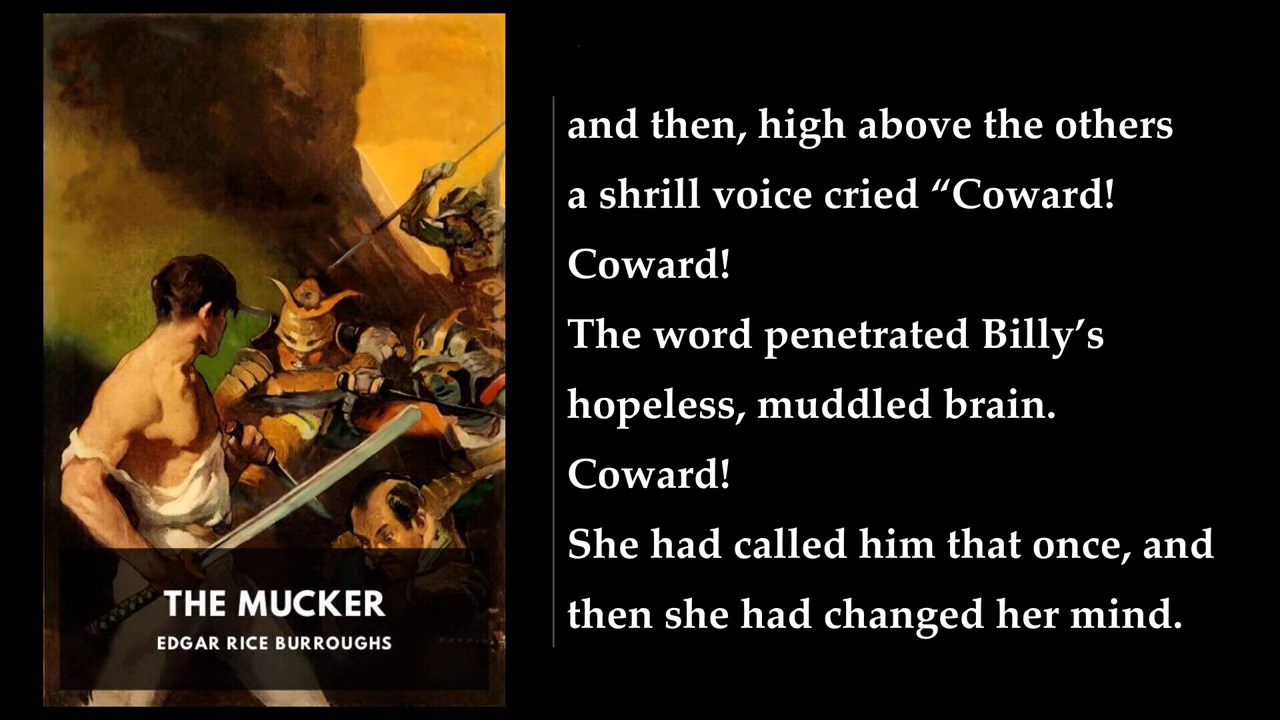 THE MUCKER
EDGAR RICE BURROUGHS
and then, high above the others
a shrill voice cried “Coward!
Coward!
The word penetrated Billy’s
hopeless, muddled brain.
Coward!
She had called him that once, and
then she had changed her mind.